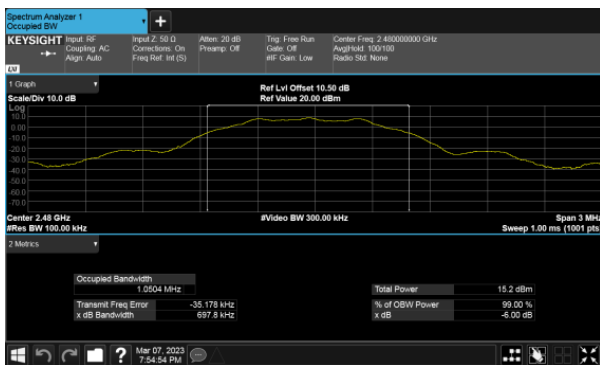 Spectrum Analyzer 1
Occupied BW
+
KEYSIGHT
Input: RF
Coupling: AC
Align: Auto
Input Z: 50 Ω
Corrections: On
Freq Ref: Int (S)
Atten: 20 dB
Preamp: Off
Trig: Free Run
Gate: Off
#IF Gain: Low
Center Freq: 2.480000000 GHz
Avg|Hold: 100/100
Radio Std: None
LXI
1 Graph
Scale/Div 10.0 dB
Ref Lvl Offset 10.50 dB
Ref Value 20.00 dBm
Log
10.0
0.00
-10.0
-20.0
-30.0
-40.0
-50.0
-60.0
-70.0
Center 2.48 GHz
#Res BW 100.00 kHz
#Video BW 300.00 kHz
Span 3 MHz
Sweep 1.00 ms (1001 pts)
2 Metrics
Occupied Bandwidth
1.0504 MHz
Transmit Freq Error -35.178 kHz
x dB Bandwidth 697.8 kHz
Total Power 15.2 dBm
% of OBW Power 99.00 %
x dB -6.00 dB
?
Mar 07, 2023
7:54:54 PM